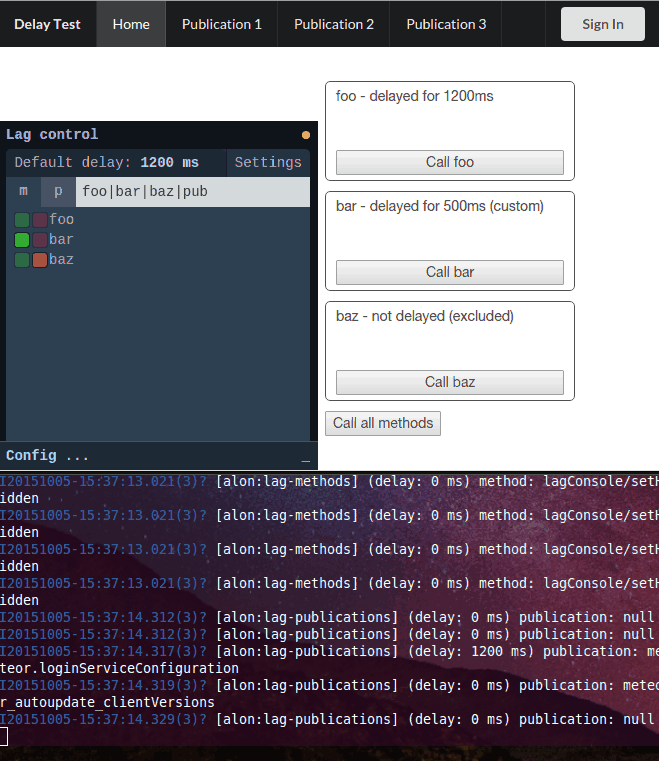 Delay Test Home Publication 1 Publication 2 Publication 3 Sign In
Lag control
Default delay: 1200 ms Settings
m p foo|bar|baz|pub
foo
bar
baz
Config ... _
foo - delayed for 1200ms
Call foo
bar - delayed for 500ms (custom)
Call bar
baz - not delayed (excluded)
Call baz
Call all methods
I20151005-15:37:13.021(3)? [alon:lag-methods] (delay: 0 ms) method: lagConsole/setH
idden
I20151005-15:37:13.021(3)? [alon:lag-methods] (delay: 0 ms) method: lagConsole/setH
idden
I20151005-15:37:13.021(3)? [alon:lag-methods] (delay: 0 ms) method: lagConsole/setH
idden
I20151005-15:37:13.021(3)? [alon:lag-methods] (delay: 0 ms) method: lagConsole/setH
idden
I20151005-15:37:14.312(3)? [alon:lag-publications] (delay: 0 ms) publication: null
I20151005-15:37:14.312(3)? [alon:lag-publications] (delay: 0 ms) publication: null
I20151005-15:37:14.317(3)? [alon:lag-publications] (delay: 1200 ms) publication: me
teor.loginServiceConfiguration
I20151005-15:37:14.319(3)? [alon:lag-publications] (delay: 0 ms) publication: meteo
r_autoupdate_clientVersions
I20151005-15:37:14.329(3)? [alon:lag-publications] (delay: 0 ms) publication: null